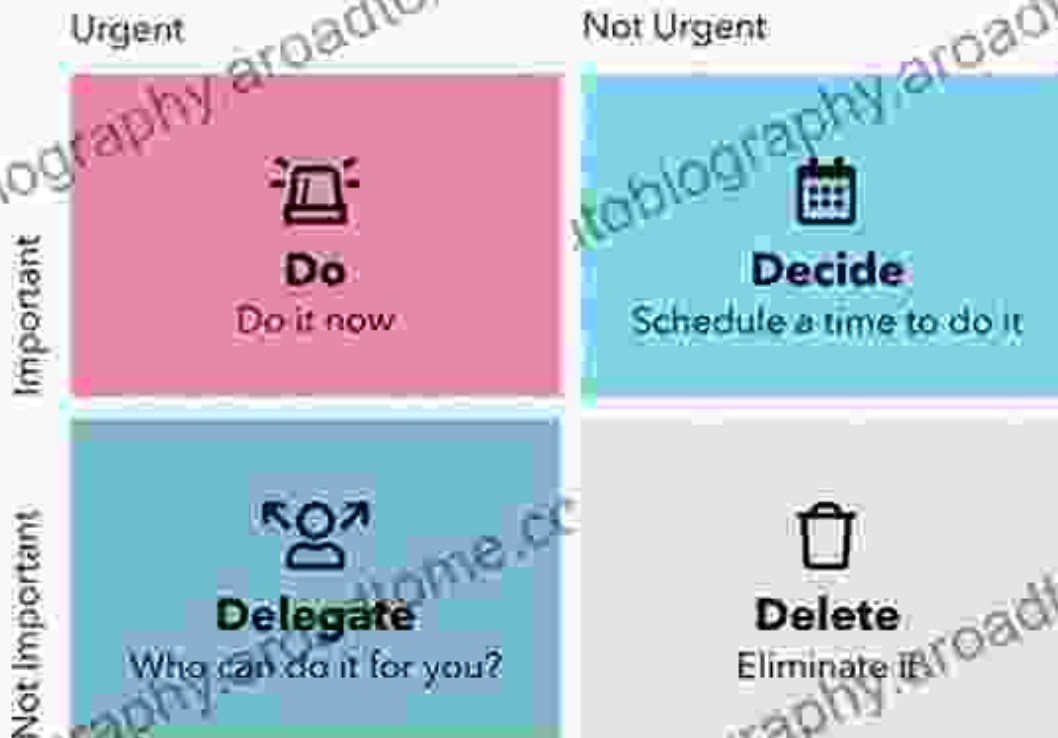 Urgent
Not Urgent
Important
Do
Do it now
Decide
Schedule a time to do it
Not Important
Delegate
Who can do it for you?
Delete
Eliminate it